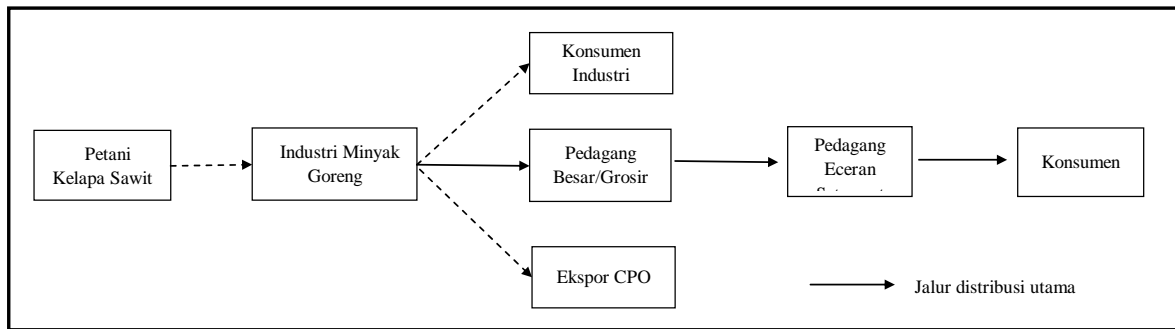 Petani
Kelapa Sawit
Industri Minyak
Goreng
Konsumen
Industri
Pedagang
Besar/Grosir
Ekspor CPO
Pedagang
Eceran
Konsumen
Jalur distribusi utama